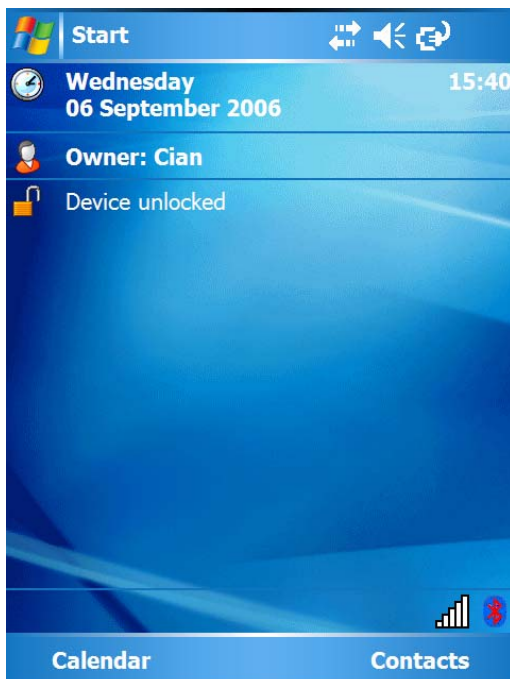 Start
Wednesday 15:40
06 September 2006
Owner: Cian
Device unlocked
Calendar Contacts